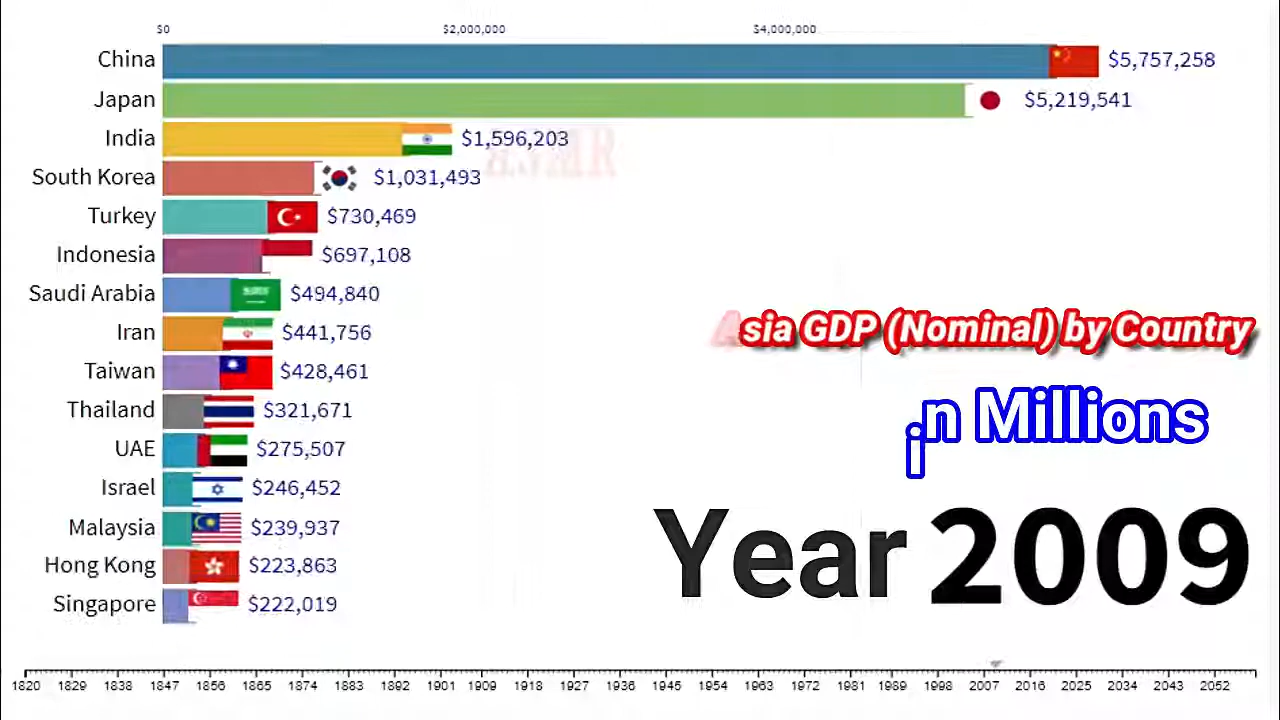 $0 $2,000,000 $4,000,000
China $5,757,258
Japan $5,219,541
India $1,596,203
South Korea $1,031,493
Turkey $730,469
Indonesia $697,108
Saudi Arabia $494,840
Iran $441,756
Taiwan $428,461
Thailand $321,671
UAE $275,507
Israel $246,452
Malaysia $239,937
Hong Kong $223,863
Singapore $222,019
Asia GDP (Nominal) by Country
in Millions
Year 2009
1820 1829 1838 1847 1856 1865 1874 1883 1892 1901 1909 1918 1927 1936 1945 1954 1963 1972 1981 1989 1998 2007 2016 2025 2034 2043 2052